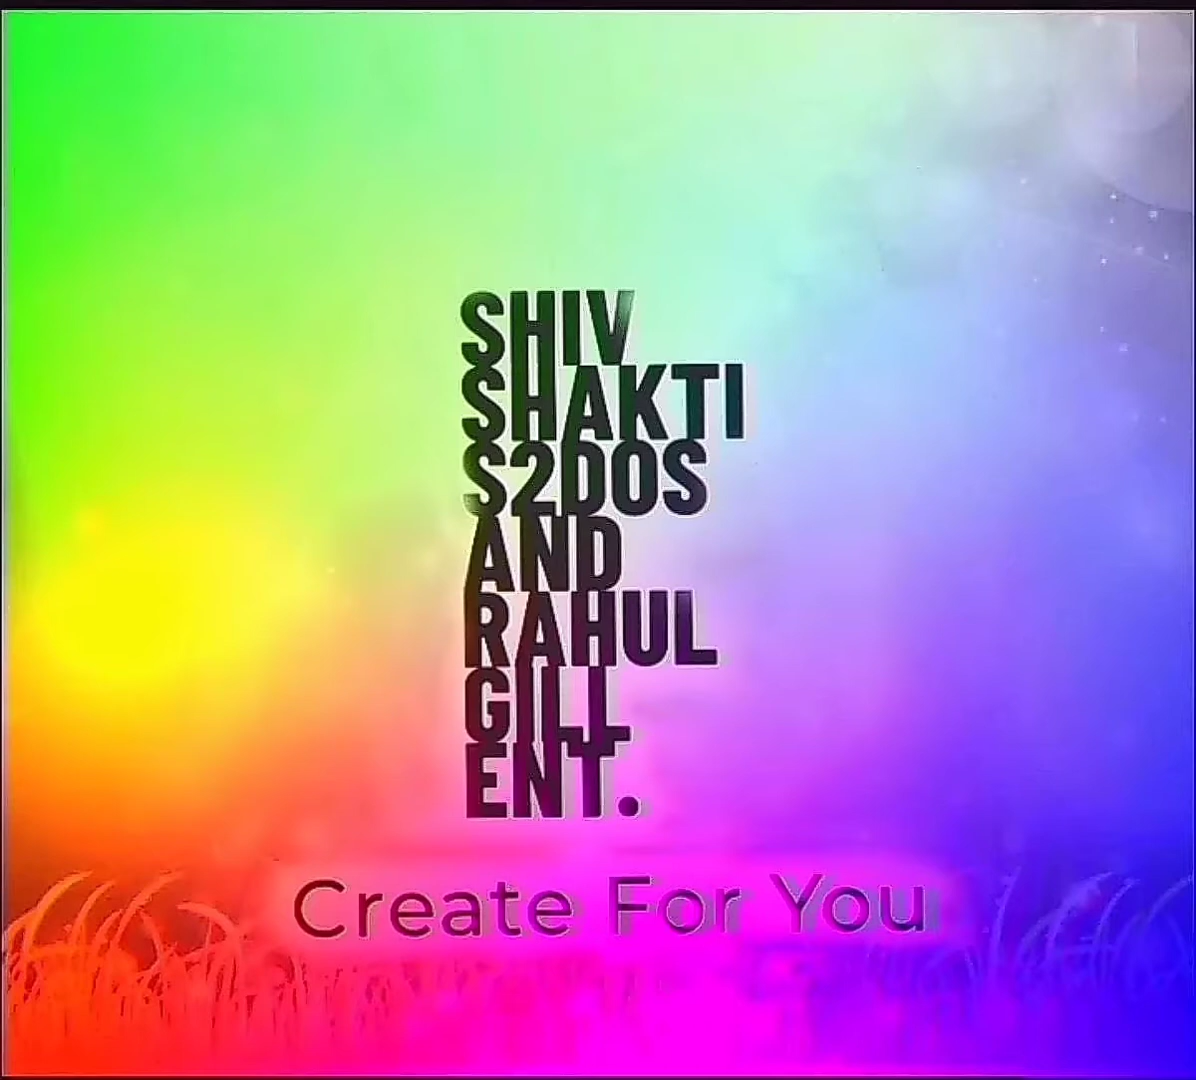 SHIV
SHAKTI
S2DOS
AND
RAHUL
GILL
ENT.
Create For You